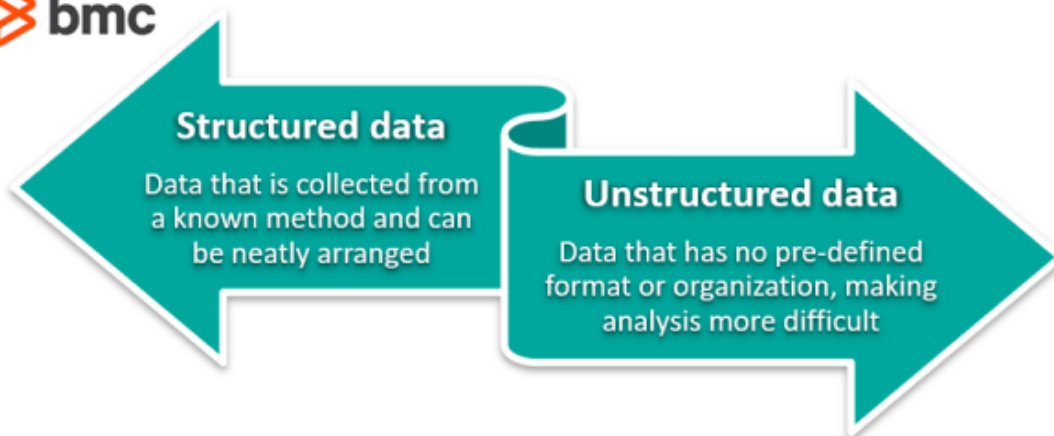 bmc
Structured data
Data that is collected from
a known method and can
be neatly arranged
Unstructured data
Data that has no pre-defined
format or organization, making
analysis more difficult